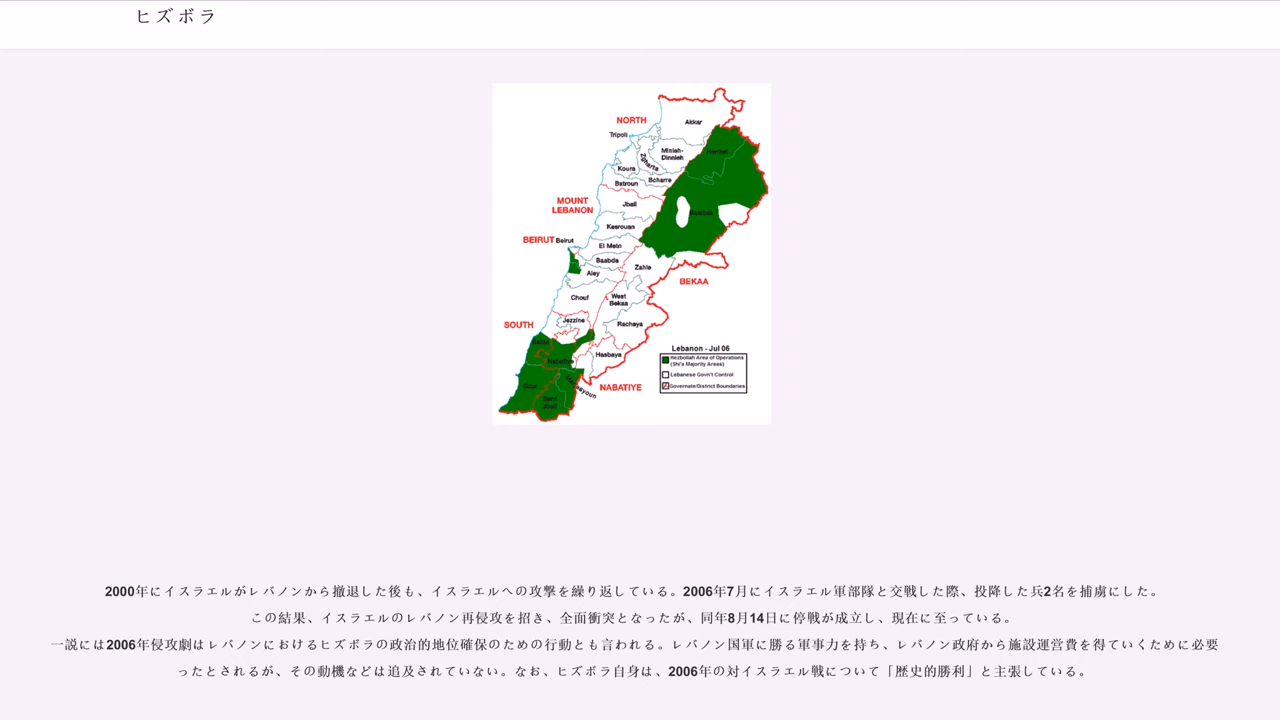 ヒズボラ
NORTH
Akkar
Tripoli
Miniah-
Dinnieh
Zgharta
Koura
Bcharre
Batroun
MOUNT
LEBANON
Jbeil
Kesrouan
BEIRUT Beirut
El Metn
Baabda
Zahle
Aley
BEKAA
Chouf
West
Bekaa
SOUTH
Jezzine
Rachaya
Hasbaya
NABATIYE
Lebanon - Jul 06
Hezbollah Area of Operations
(Shi'a Majority Areas)
Lebanese Govn't Control
Governate/District Boundaries
2000年にイスラエルがレバノンから撤退した後も、イスラエルへの攻撃を繰り返している。2006年7月にイスラエル軍部隊と交戦した際、投降した兵2名を捕虜にした。
この結果、イスラエルのレバノン再侵攻を招き、全面衝突となったが、同年8月14日に停戦が成立し、現在に至っている。
一説には2006年侵攻劇はレバノンにおけるヒズボラの政治的地位確保のための行動とも言われる。レバノン国軍に勝る軍事力を持ち、レバノン政府から施設運営費を得ていくために必要
ったとされるが、その動機などは追及されていない。なお、ヒズボラ自身は、2006年の対イスラエル戦について「歴史的勝利」と主張している。